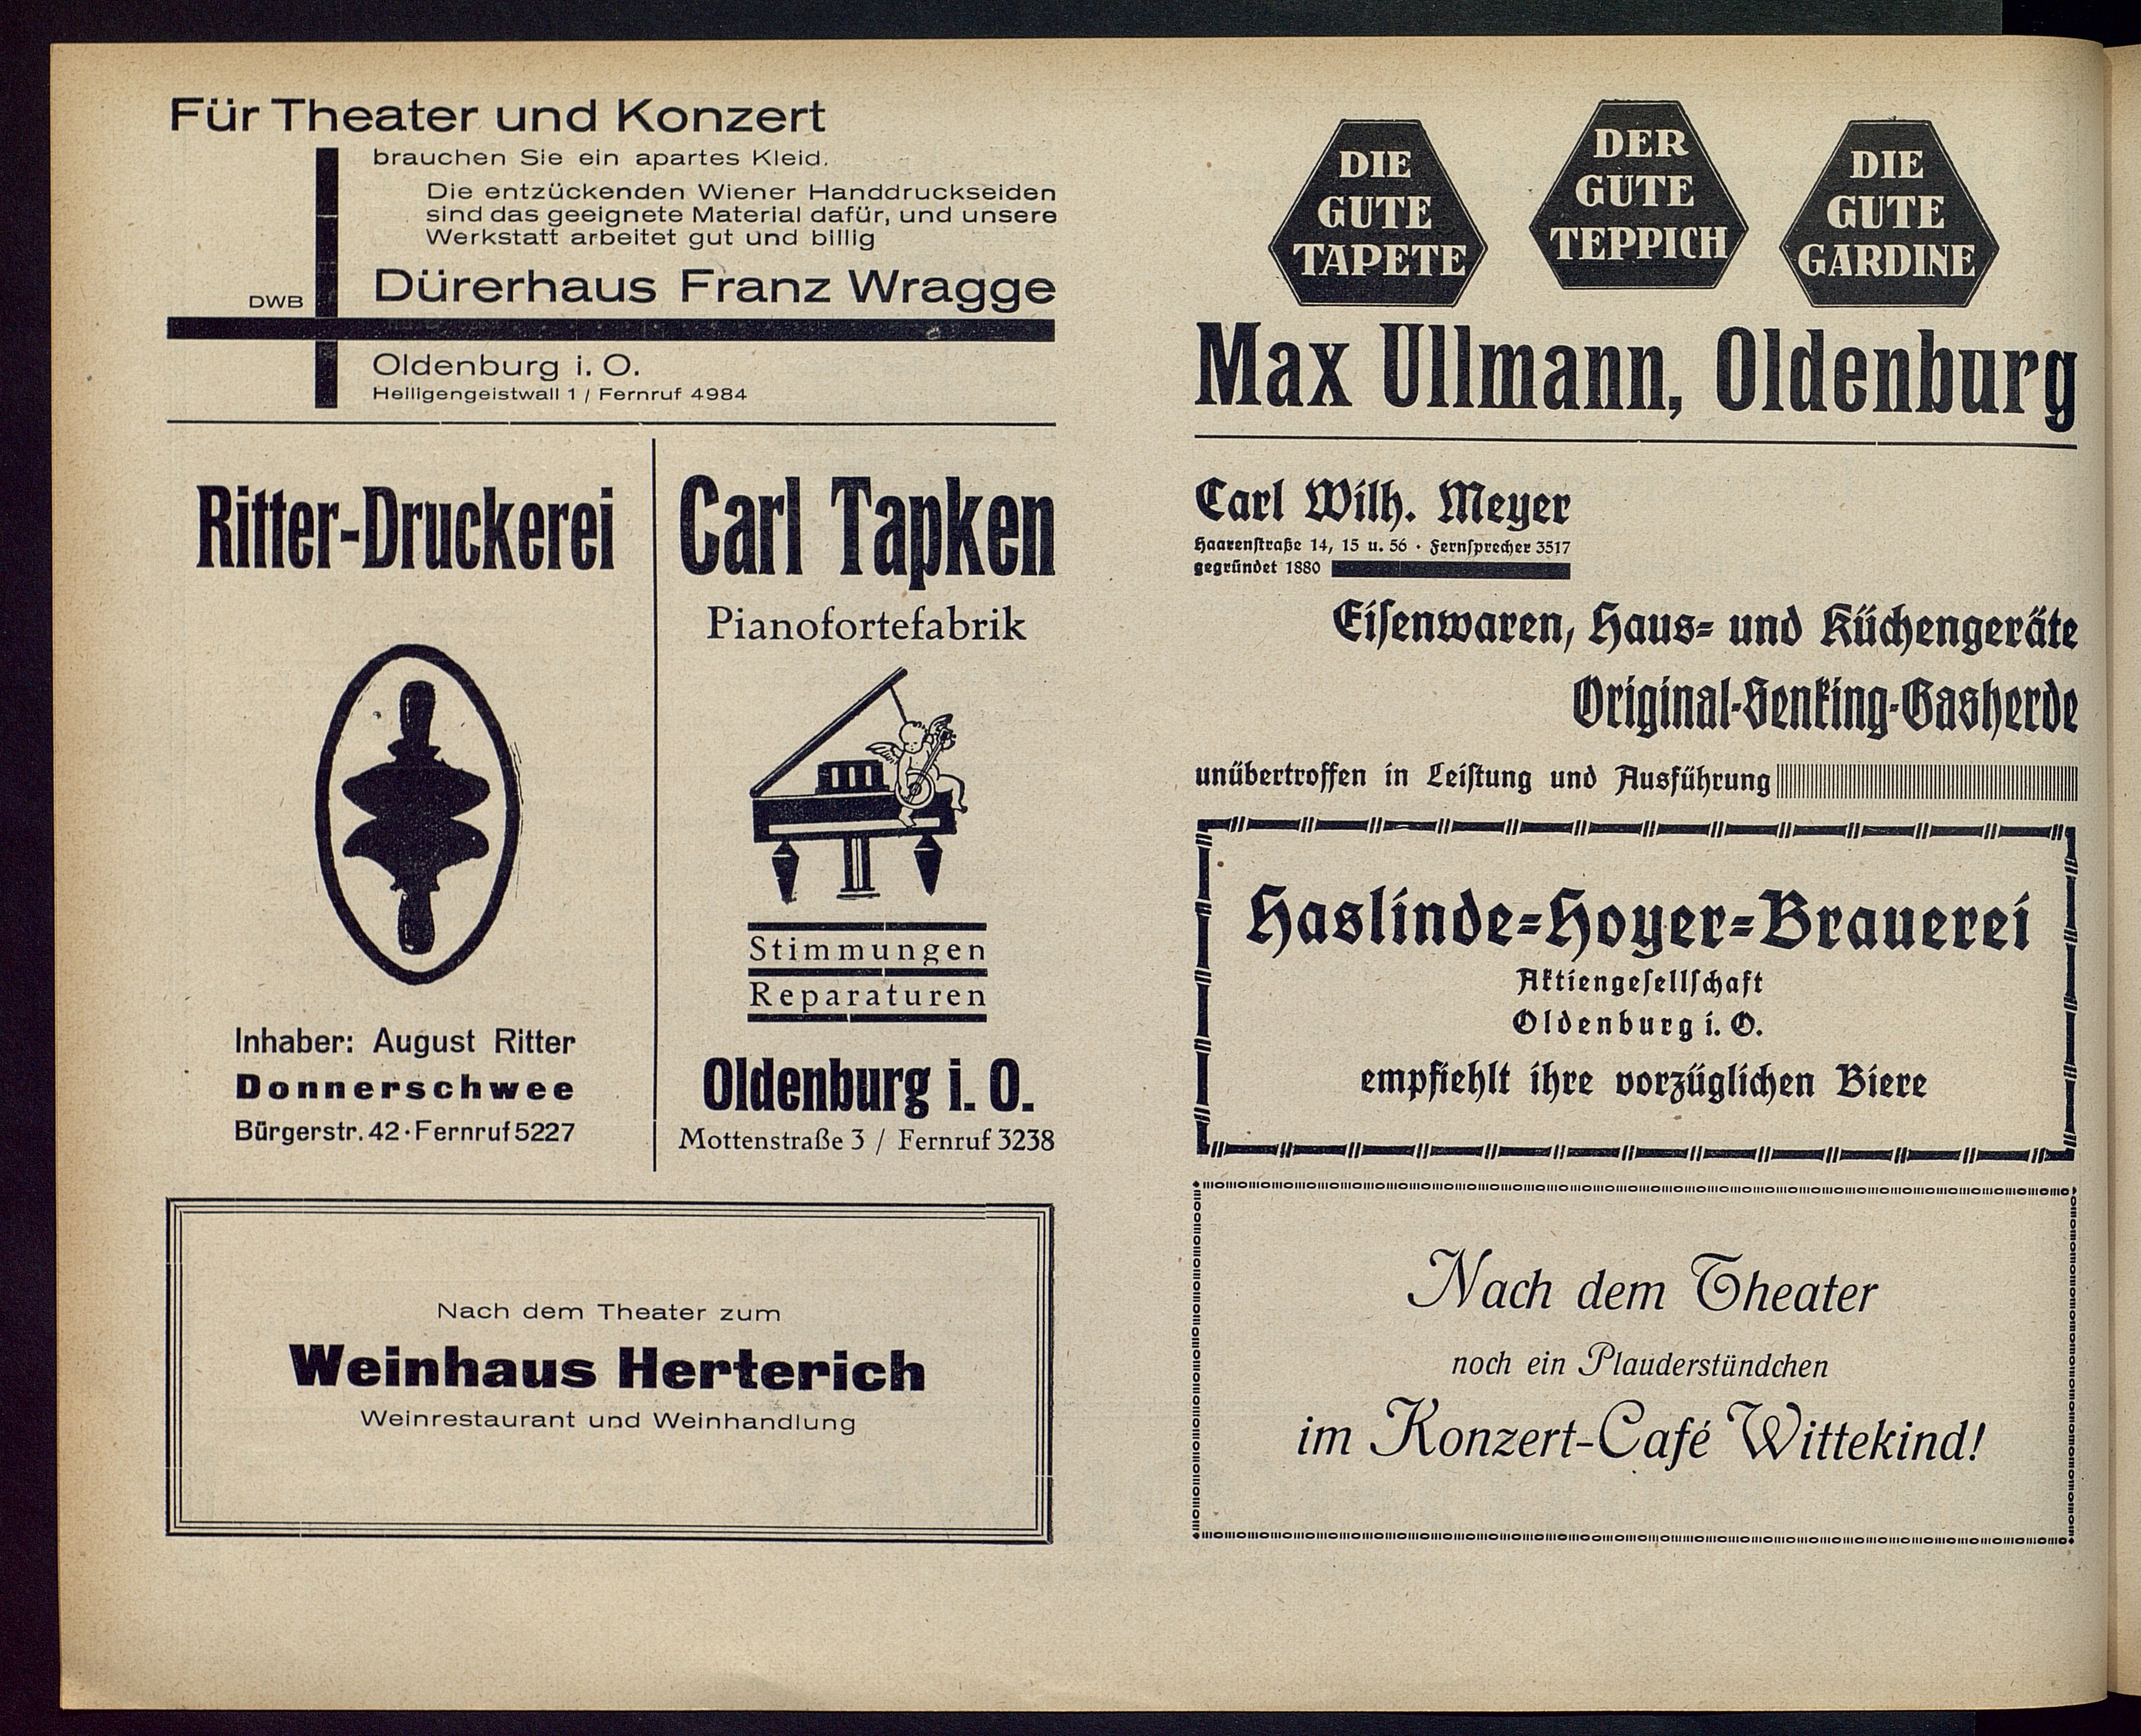 Für Theater und Konzert
brauchen Sie ein apartes Kleid.
Die entzückenden Wiener Handdruckseiden
sind das geeignete Material dafür, und unsere
Werkstatt arbeitet gut und billig
DWB
Dürerhaus Franz Wragge
Oldenburg i. O.
Heiligengeistwall 1 / Fernruf 4984
Ritter-Druckerei
Inhaber: August Ritter
Donnerschwee
Bürgerstr. 42 · Fernruf 5227
Carl Tapken
Pianofortefabrik
Stimmungen
Reparaturen
Oldenburg i. O.
Mottenstraße 3 / Fernruf 3238
Nach dem Theater zum
Weinhaus Herterich
Weinrestaurant und Weinhandlung
DIE
GUTE
TAPETE
DER
GUTE
TEPPICH
DIE
GUTE
GARDINE
Max Ullmann, Oldenburg
Carl Wilh. Meyer
Haarenſtraße 14, 15 u. 56 · Fernſprecher 3517
gegründet 1880
Eiſenwaren, Haus- und Küchengeräte
Original-Senking-Gasherde
unübertroffen in Leiſtung und Ausführung
Haslinde-Hoyer-Brauerei
Aktiengeſellſchaft
Oldenburg i. O.
empfiehlt ihre vorzüglichen Biere
Nach dem Theater
noch ein Plauderstündchen
im Konzert-Café Wittekind!